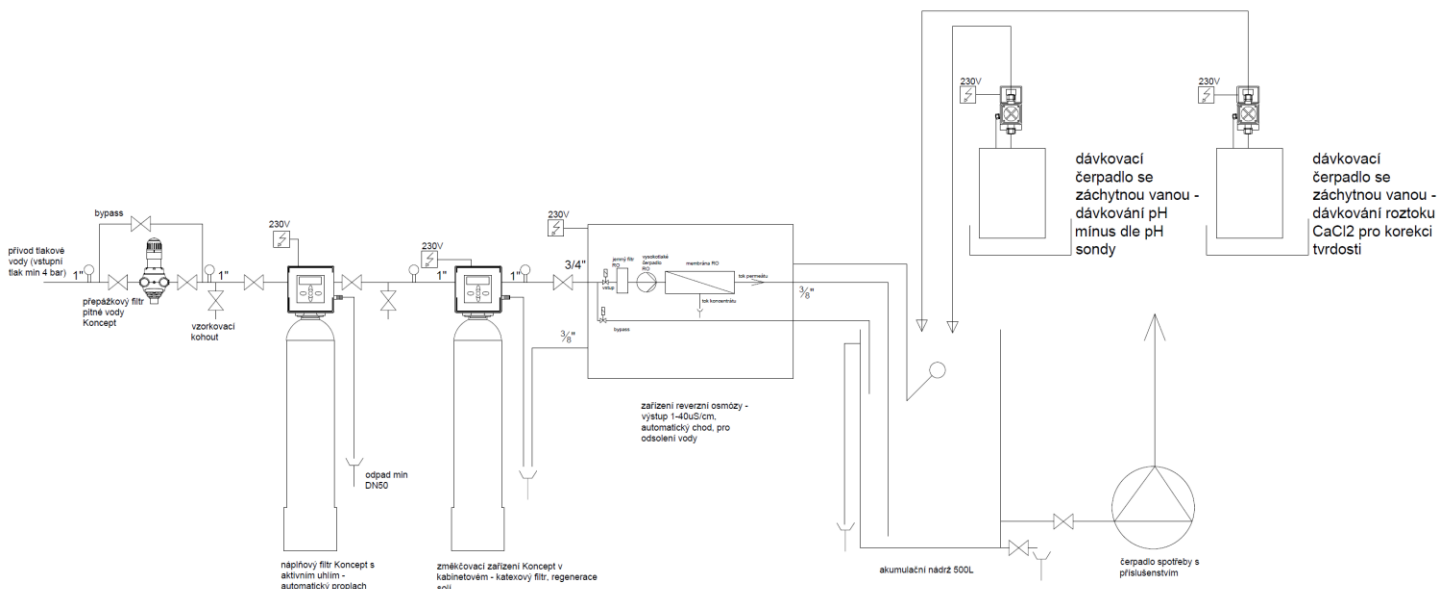 230V
230V
dávkovací
čerpadlo se
záchytnou vanou -
dávkování pH
mínus dle pH
sondy
dávkovací
čerpadlo se
záchytnou vanou -
dávkování roztoku
CaCl2 pro korekci
tvrdosti
bypass
přívod tlakové
vody (vstupní
tlak min 4 bar)
1"
přepážkový filtr
pitné vody
Koncept
1"
vzorkovací
kohout
230V
odpad min
DN50
náplňový filtr Koncept s
aktivním uhlím -
automatický proplach
230V
1"
1"
změkčovací zařízení Koncept v
kabinetovém - katexový filtr, regenerace
solí
230V
3/4"
vstup
jemný filtr
RO
vysokotlaké
čerpadlo
RO
membrána RO
tok permeátu
tok koncentrátu
bypass
3/8"
3/8"
zařízení reverzní osmózy -
výstup 1-40uS/cm,
automatický chod, pro
odsolení vody
akumulační nádrž 500L
čerpadlo spotřeby s
příslušenstvím